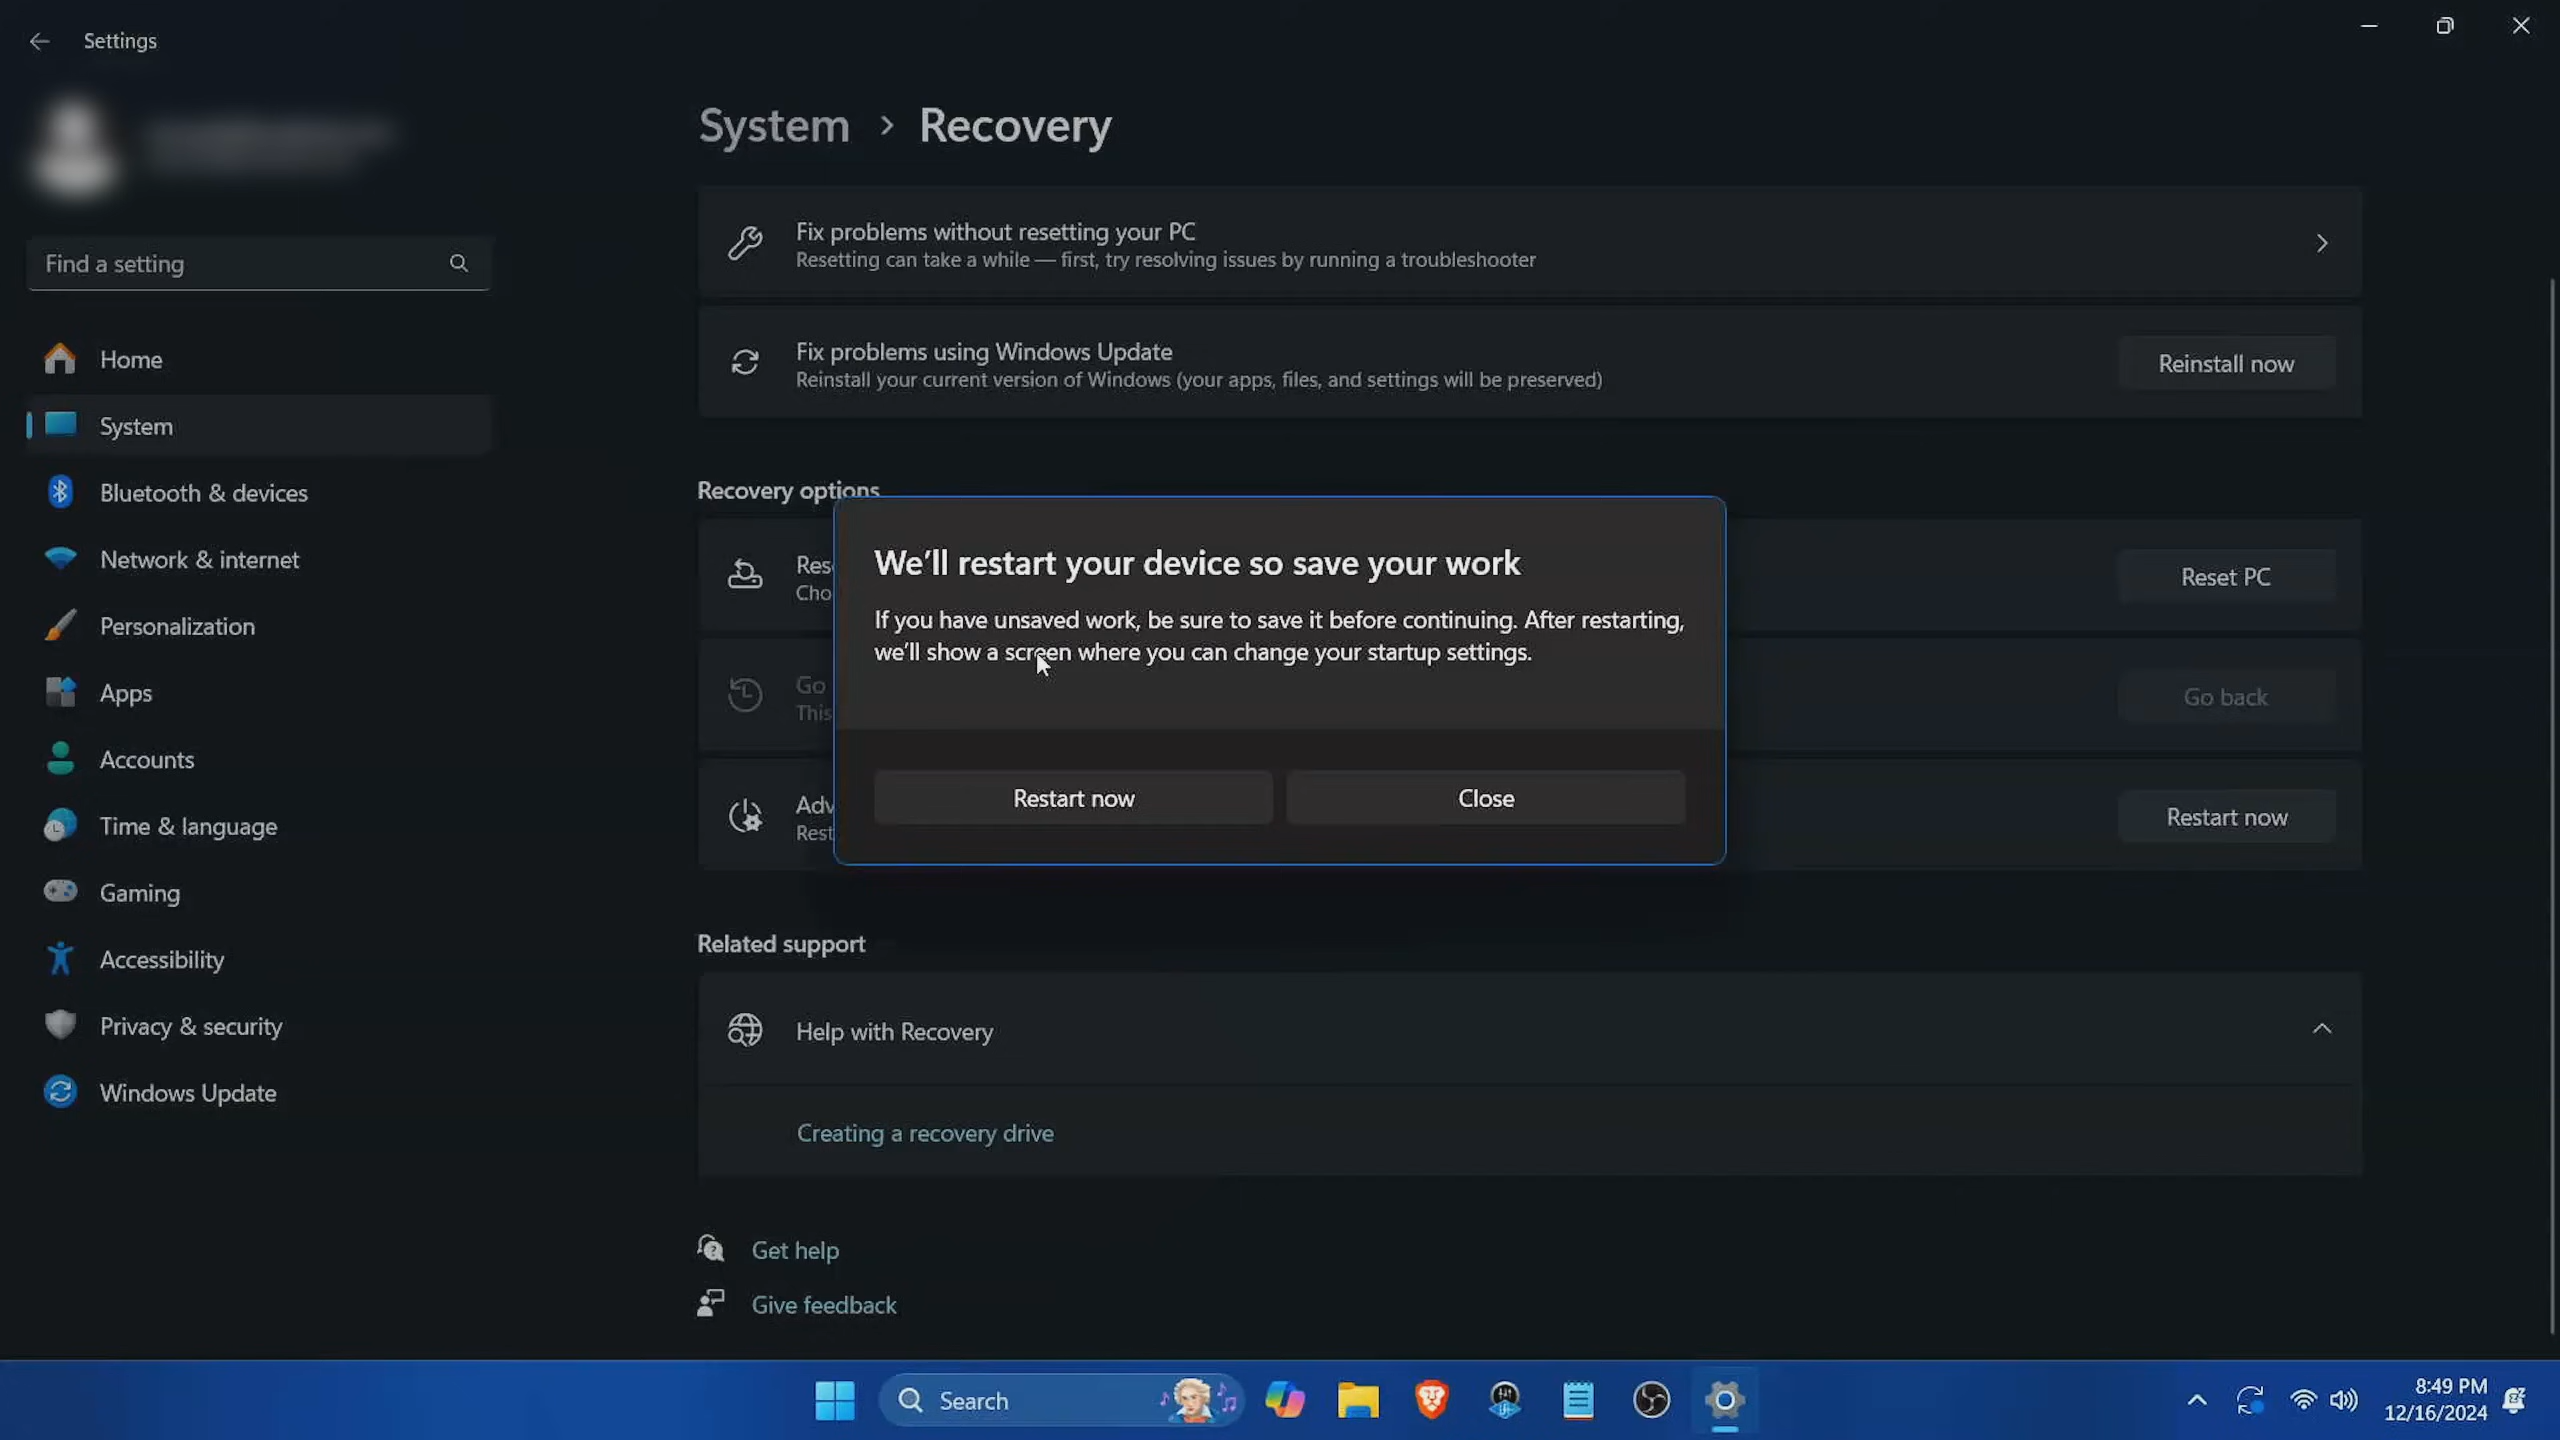 Settings
Find a setting
Home
System
Bluetooth & devices
Network & internet
Personalization
Apps
Accounts
Time & language
Gaming
Accessibility
Privacy & security
Windows Update
System > Recovery
Fix problems without resetting your PC
Resetting can take a while — first, try resolving issues by running a troubleshooter
Fix problems using Windows Update
Reinstall your current version of Windows (your apps, files, and settings will be preserved)
Reinstall now
Recovery options
Res
Cho
Reset PC
Go
This
Go back
Adv
Rest
Restart now
We'll restart your device so save your work
If you have unsaved work, be sure to save it before continuing. After restarting,
we'll show a screen where you can change your startup settings.
Restart now
Close
Related support
Help with Recovery
Creating a recovery drive
Get help
Give feedback
Search
8:49 PM
12/16/2024